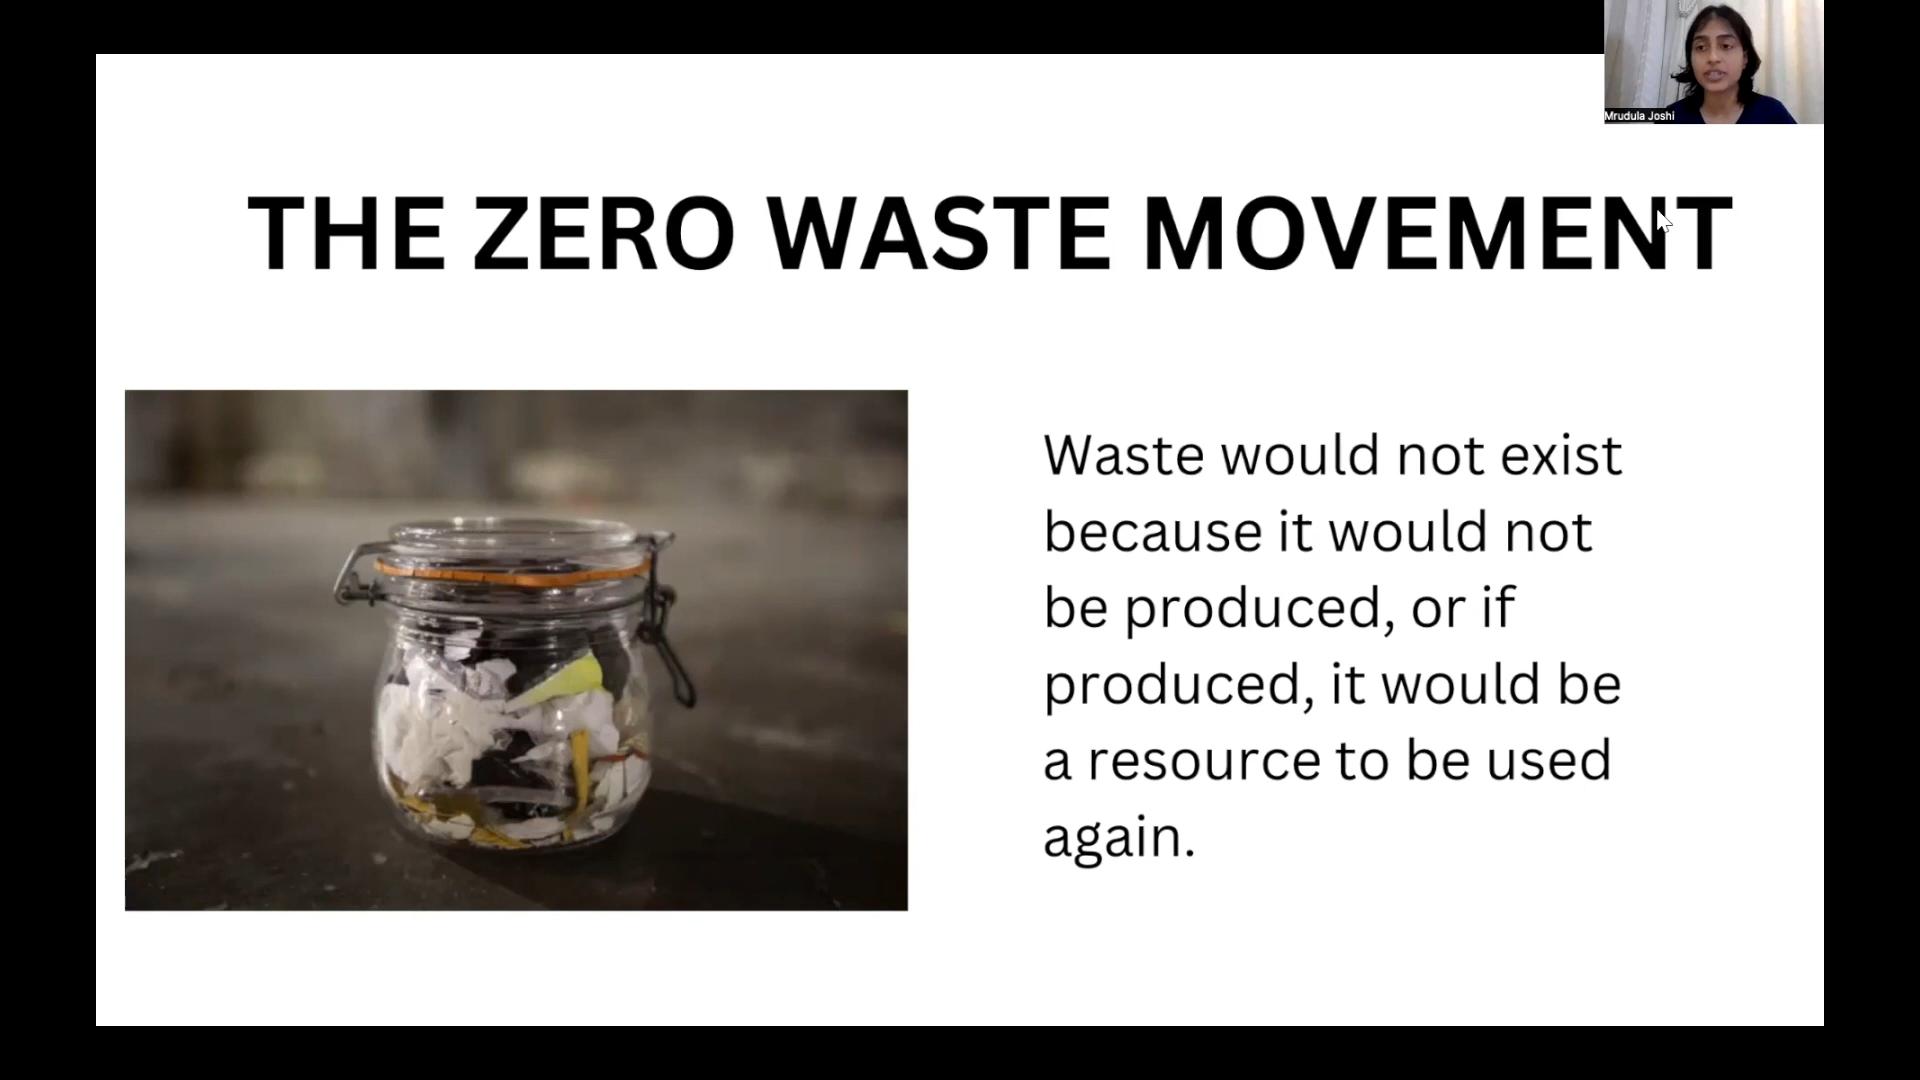 Mrudula Joshi
THE ZERO WASTE MOVEMENT
Waste would not exist
because it would not
be produced, or if
produced, it would be
a resource to be used
again.